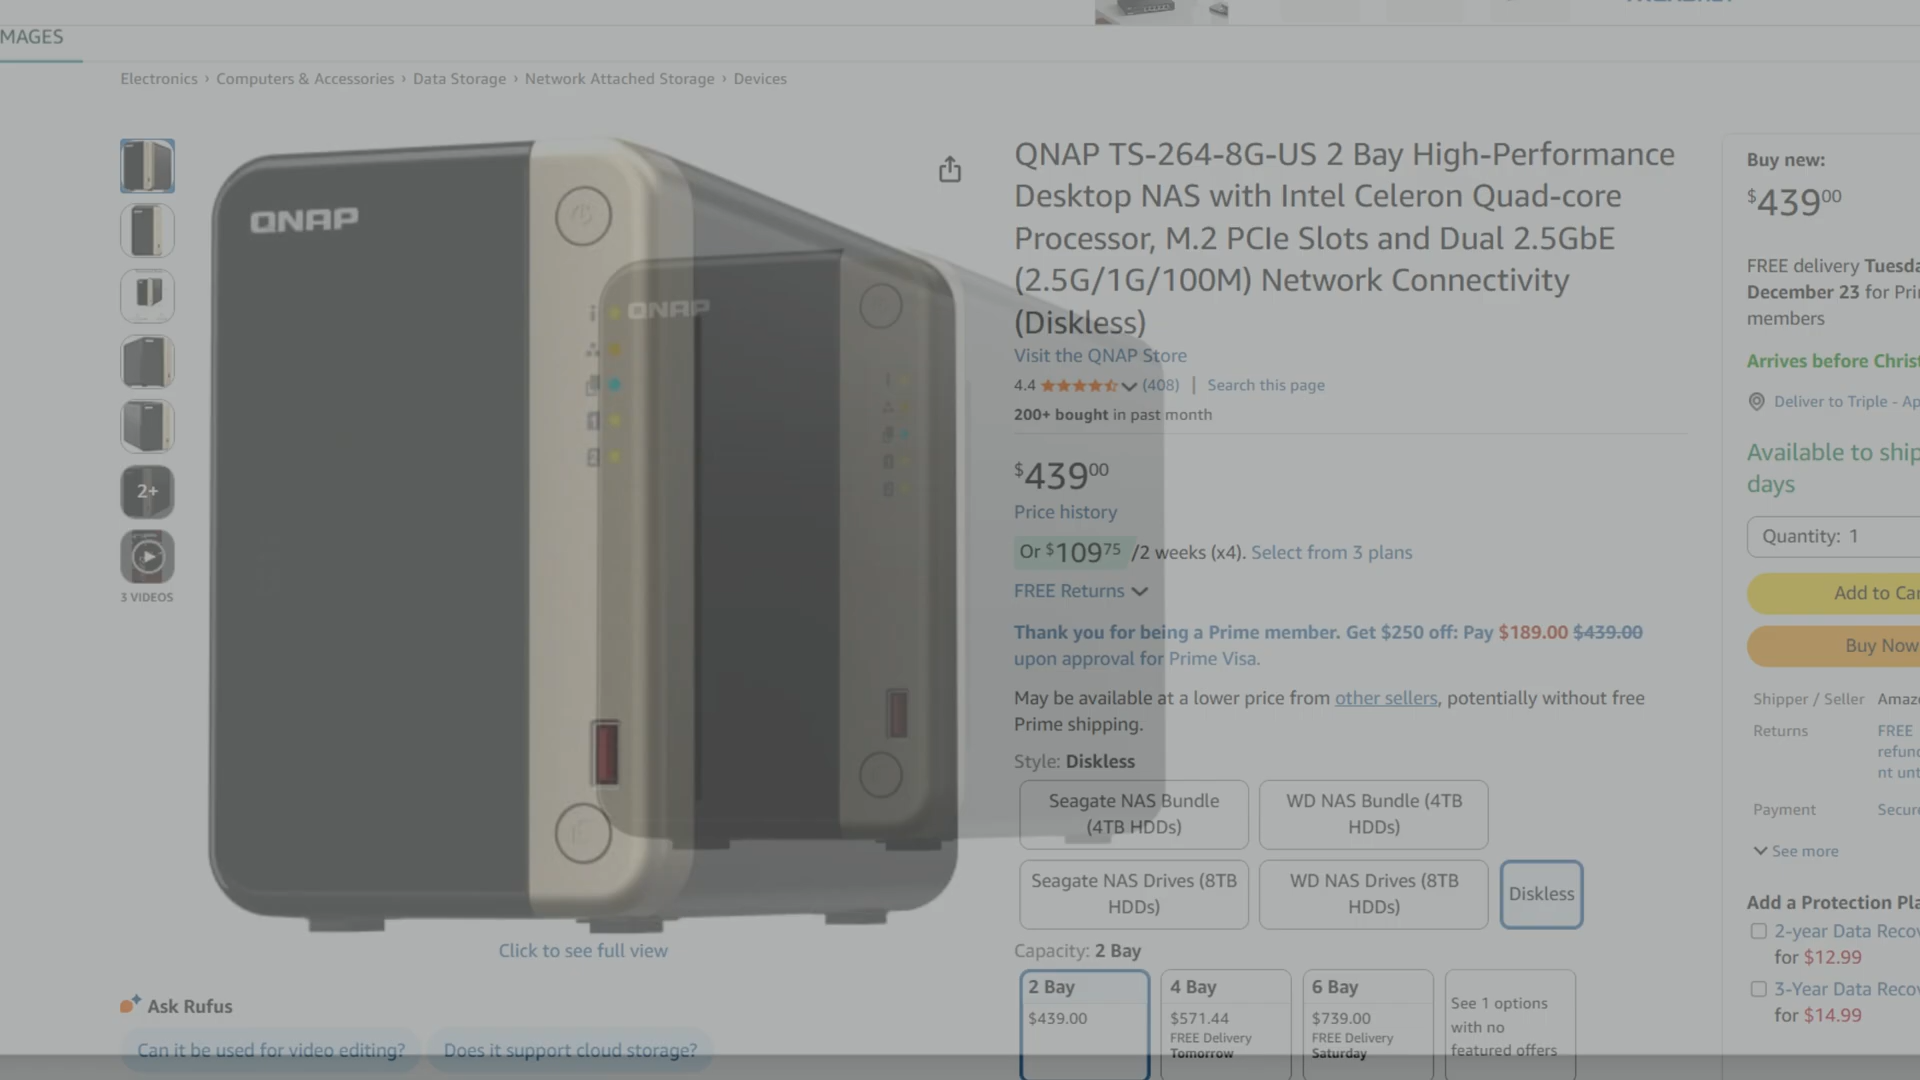 MAGES
Electronics › Computers & Accessories › Data Storage › Network Attached Storage › Devices
QNAP
QNAP
2+
3 VIDEOS
Click to see full view
Ask Rufus
Can it be used for video editing?
Does it support cloud storage?
QNAP TS-264-8G-US 2 Bay High-Performance
Desktop NAS with Intel Celeron Quad-core
Processor, M.2 PCIe Slots and Dual 2.5GbE
(2.5G/1G/100M) Network Connectivity
(Diskless)
Visit the QNAP Store
4.4 (408) | Search this page
200+ bought in past month
$43900
Price history
Or $10975 /2 weeks (x4). Select from 3 plans
FREE Returns
Thank you for being a Prime member. Get $250 off: Pay $189.00 $439.00
upon approval for Prime Visa.
May be available at a lower price from other sellers, potentially without free
Prime shipping.
Style: Diskless
Seagate NAS Bundle
(4TB HDDs)
WD NAS Bundle (4TB
HDDs)
Seagate NAS Drives (8TB
HDDs)
WD NAS Drives (8TB
HDDs)
Diskless
Capacity: 2 Bay
2 Bay
$439.00
4 Bay
$571.44
FREE Delivery
Tomorrow
6 Bay
$739.00
FREE Delivery
Saturday
See 1 options
with no
featured offers
Buy new:
$43900
FREE delivery Tuesda
December 23 for Pri
members
Arrives before Christ
Deliver to Triple - Ap
Available to ship
days
Quantity: 1
Add to Car
Buy Now
Shipper / Seller Amaz
Returns FREE
refund
nt unt
Payment Secure
See more
Add a Protection Pla
2-year Data Recov
for $12.99
3-Year Data Recov
for $14.99